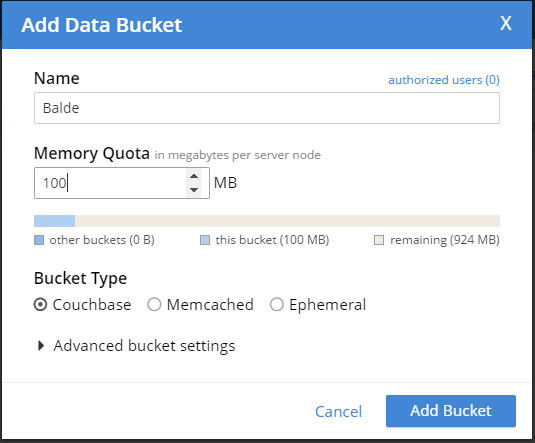 Add Data Bucket X
Name authorized users (0)
Balde
Memory Quota in megabytes per server node
100 MB
other buckets (0 B) this bucket (100 MB) remaining (924 MB)
Bucket Type
Couchbase Memcached Ephemeral
Advanced bucket settings
Cancel Add Bucket